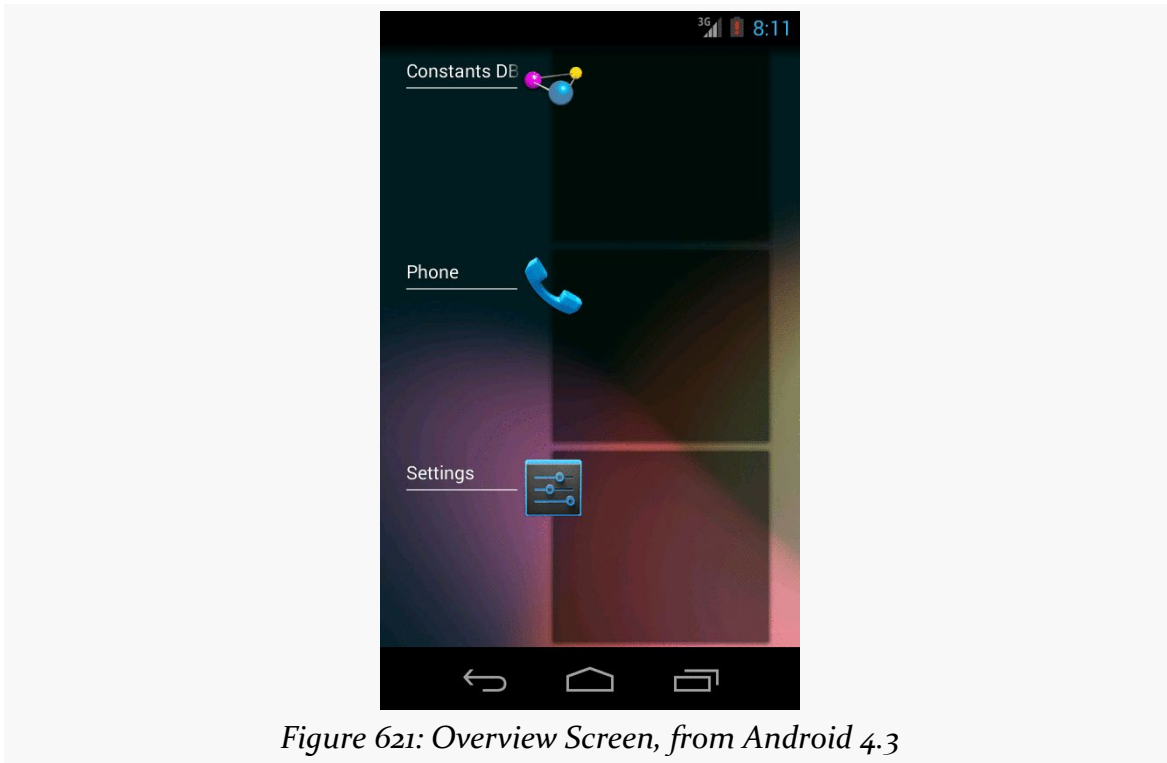 3G 8:11
Constants DB
Phone
Settings
Figure 621: Overview Screen, from Android 4.3